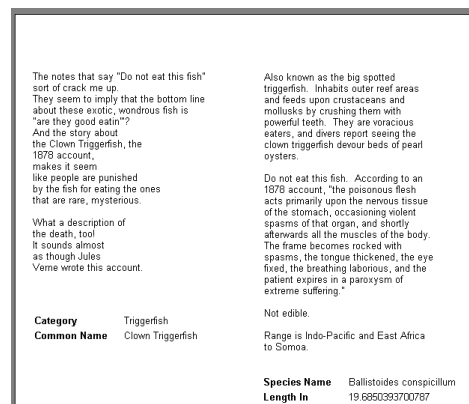 The notes that say "Do not eat this fish"
sort of crack me up.
They seem to imply that the bottom line
about these exotic, wondrous fish is
"are they good eatin'"?
And the story about
the Clown Triggerfish, the
1878 account,
makes it seem
like people are punished
by the fish for eating the ones
that are rare, mysterious.
What a description of
the death, too!
It sounds almost
as though Jules
Verne wrote this account.
Category Triggerfish
Common Name Clown Triggerfish
Also known as the big spotted
triggerfish. Inhabits outer reef areas
and feeds upon crustaceans and
mollusks by crushing them with
powerful teeth. They are voracious
eaters, and divers report seeing the
clown triggerfish devour beds of pearl
oysters.
Do not eat this fish. According to an
1878 account, "the poisonous flesh
acts primarily upon the nervous tissue
of the stomach, occasioning violent
spasms of that organ, and shortly
afterwards all the muscles of the body.
The frame becomes rocked with
spasms, the tongue thickened, the eye
fixed, the breathing laborious, and the
patient expires in a paroxysm of
extreme suffering."
Not edible.
Range is Indo-Pacific and East Africa
to Somoa.
Species Name Ballistoides conspicillum
Length In 19.6850393700787